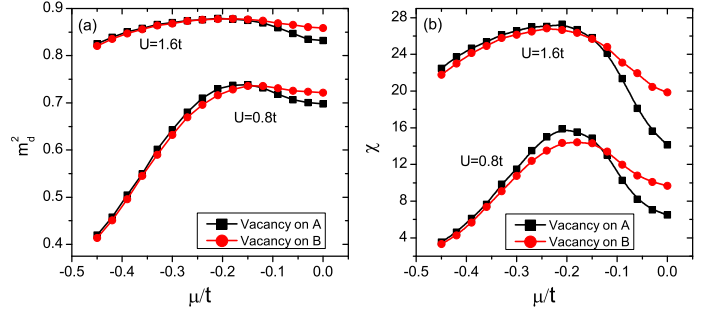 (a)
U=1.6t
U=0.8t
Vacancy on A
Vacancy on B
m_d^2
0.9
0.8
0.7
0.6
0.5
0.4
-0.5 -0.4 -0.3 -0.2 -0.1 0.0
μ/t
(b)
U=1.6t
U=0.8t
Vacancy on A
Vacancy on B
χ
28
24
20
16
12
8
4
-0.5 -0.4 -0.3 -0.2 -0.1 0.0
μ/t